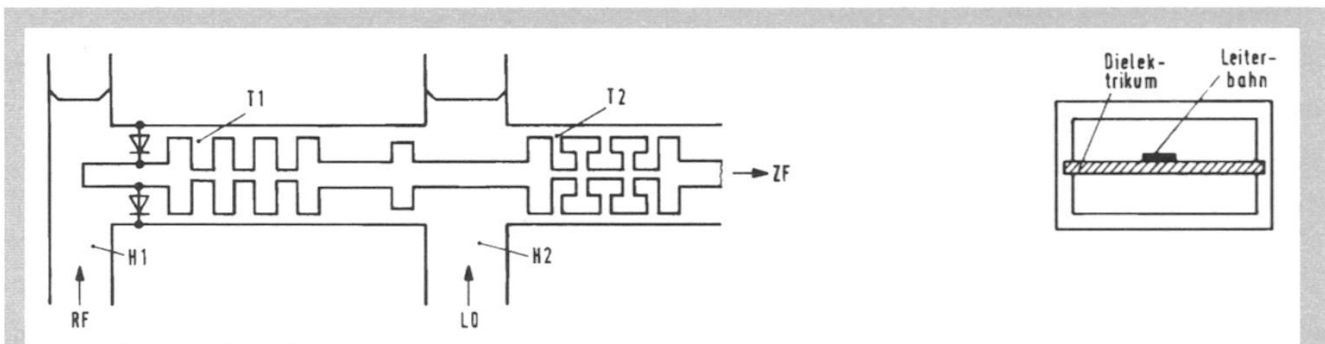 T1
T2
ZF
H1
H2
RF
LO
Dielek-
trikum
Leiter-
bahn